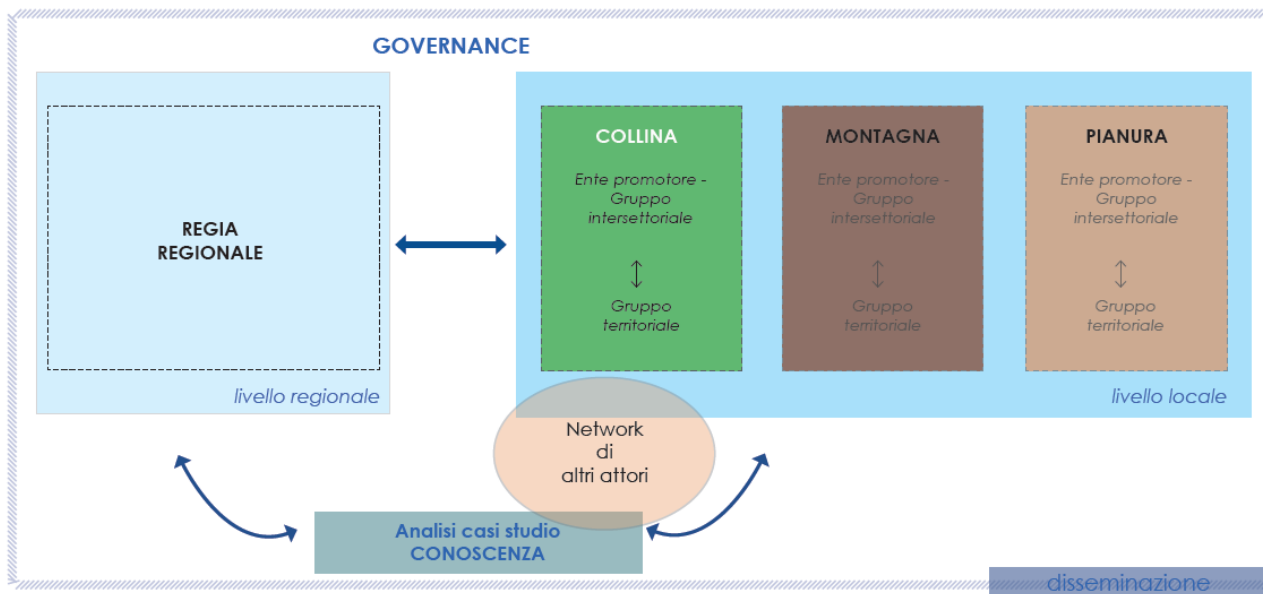 GOVERNANCE
REGIA
REGIONALE
livello regionale
COLLINA
Ente promotore -
Gruppo
intersettoriale
Gruppo
territoriale
MONTAGNA
Ente promotore -
Gruppo
intersettoriale
Gruppo
territoriale
PIANURA
Ente promotore -
Gruppo
intersettoriale
Gruppo
territoriale
livello locale
Network
di
altri attori
Analisi casi studio
CONOSCENZA
disseminazione